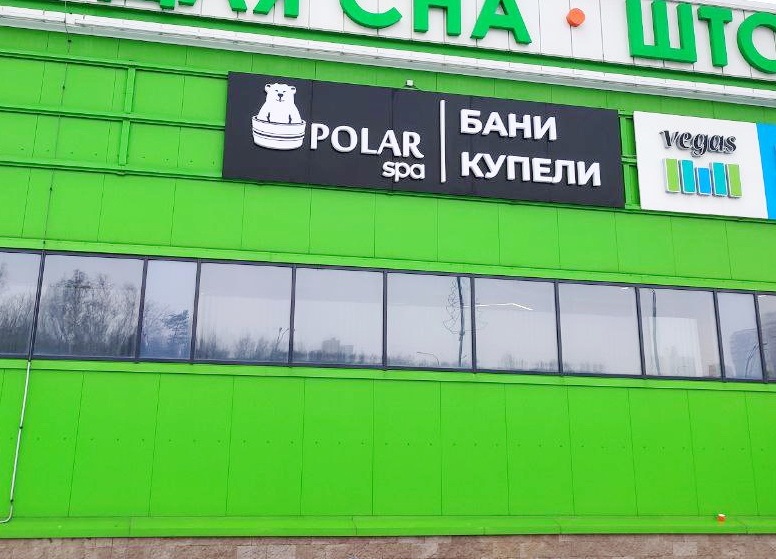 СНА • ШТО
POLAR
spa
БАНИ
КУПЕЛИ
vegas